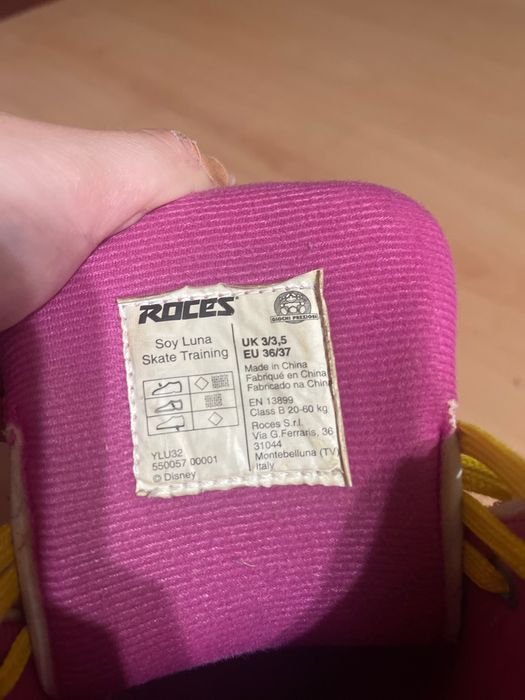 ROCES
GIOCHI PREZIOSI
Soy Luna
Skate Training
UK 3/3,5
EU 36/37
Made in China
Fabriqué en China
Fabricado na China
EN 13899
Class B 20-60 kg
Roces S.r.l.
Via G.Ferraris, 36
31044
Montebelluna (TV)
Italy
YLU32
550057 00001
© Disney